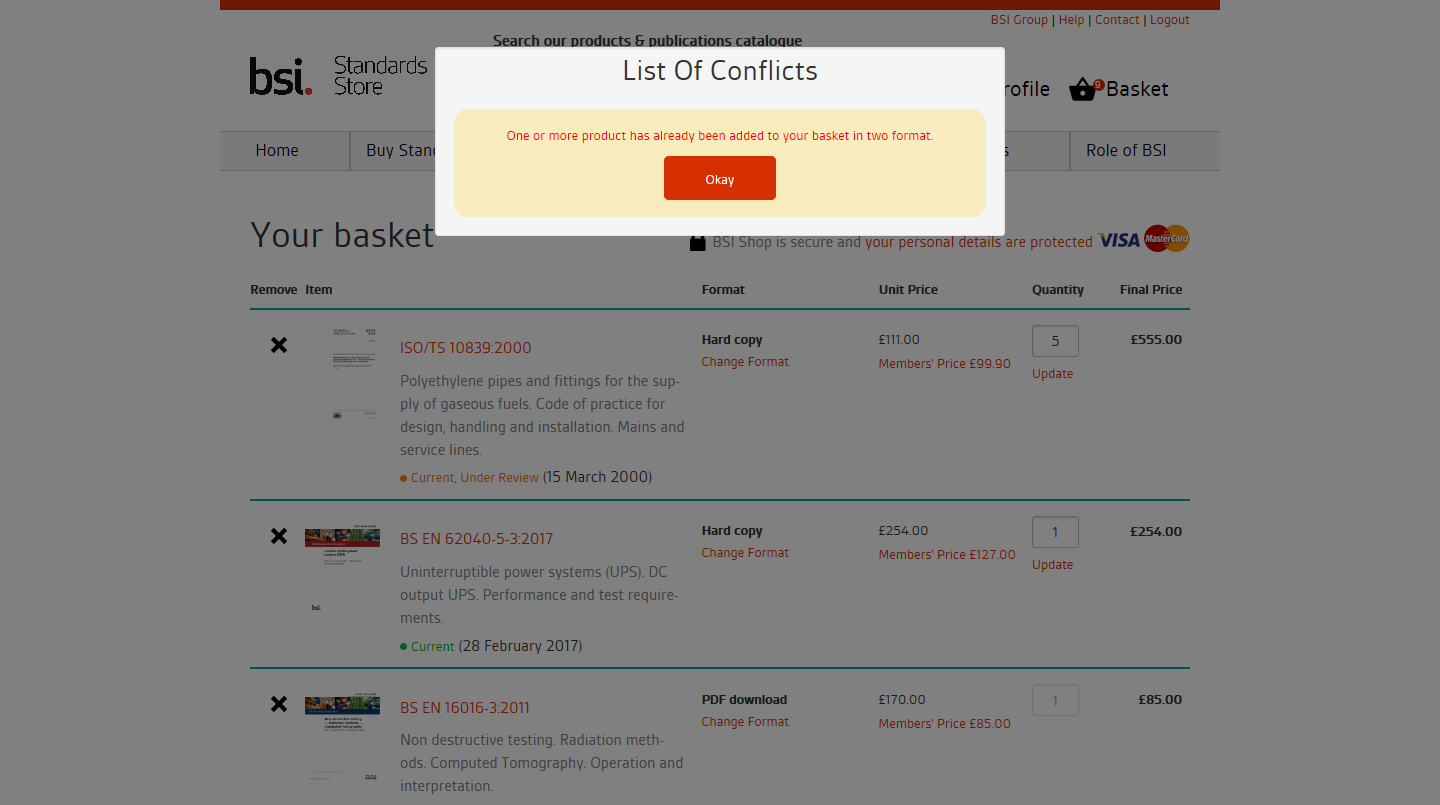 BSI Group | Help | Contact | Logout
Search our products & publications catalogue
List Of Conflicts
bsi. Standards Store
rofile
9
Basket
One or more product has already been added to your basket in two format.
Okay
Home
Buy Stan
s
Role of BSI
Your basket
BSI Shop is secure and your personal details are protected VISA MasterCard
Remove Item Format Unit Price Quantity Final Price
ISO/TS 10839:2000
Polyethylene pipes and fittings for the sup-
ply of gaseous fuels. Code of practice for
design, handling and installation. Mains and
service lines.
Current, Under Review (15 March 2000)
Hard copy
Change Format
£111.00
Members' Price £99.90
5
Update
£555.00
BS EN 62040-5-3:2017
Uninterruptible power systems (UPS). DC
output UPS. Performance and test require-
ments.
Current (28 February 2017)
Hard copy
Change Format
£254.00
Members' Price £127.00
1
Update
£254.00
bsi.
BS EN 16016-3:2011
Non destructive testing. Radiation meth-
ods. Computed Tomography. Operation and
interpretation.
PDF download
Change Format
£170.00
Members' Price £85.00
1
£85.00
BSI